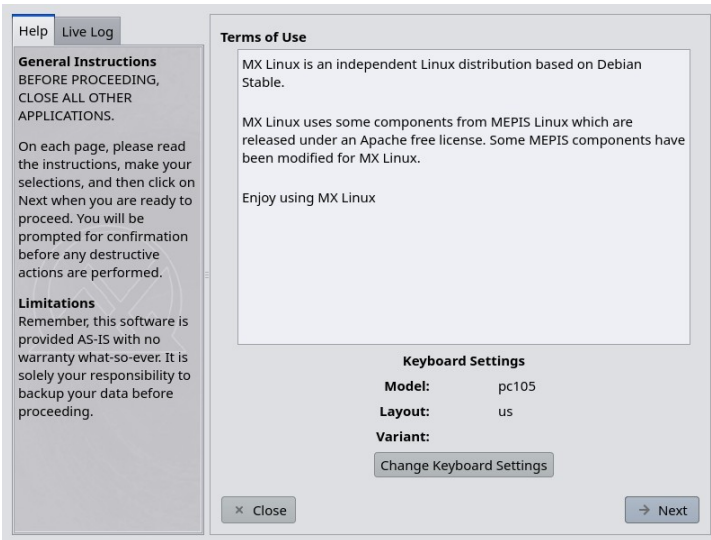 Help
Live Log
General Instructions
BEFORE PROCEEDING,
CLOSE ALL OTHER
APPLICATIONS.
On each page, please read
the instructions, make your
selections, and then click on
Next when you are ready to
proceed. You will be
prompted for confirmation
before any destructive
actions are performed.
Limitations
Remember, this software is
provided AS-IS with no
warranty what-so-ever. It is
solely your responsibility to
backup your data before
proceeding.
Terms of Use
MX Linux is an independent Linux distribution based on Debian
Stable.
MX Linux uses some components from MEPIS Linux which are
released under an Apache free license. Some MEPIS components have
been modified for MX Linux.
Enjoy using MX Linux
Keyboard Settings
Model: pc105
Layout: us
Variant:
Change Keyboard Settings
Close
Next